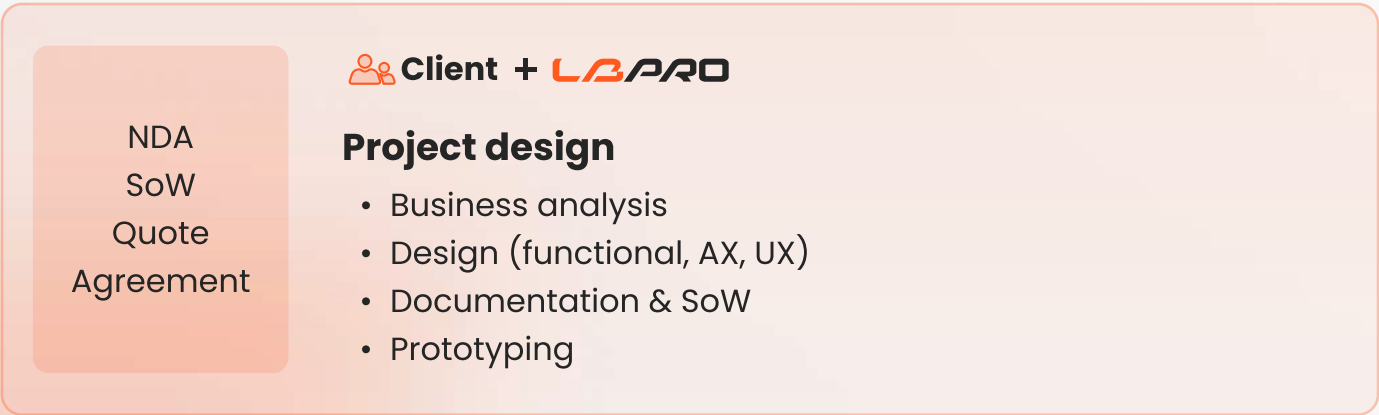 NDA
SoW
Quote
Agreement
Client + LBPRO
Project design
• Business analysis
• Design (functional, AX, UX)
• Documentation & SoW
• Prototyping